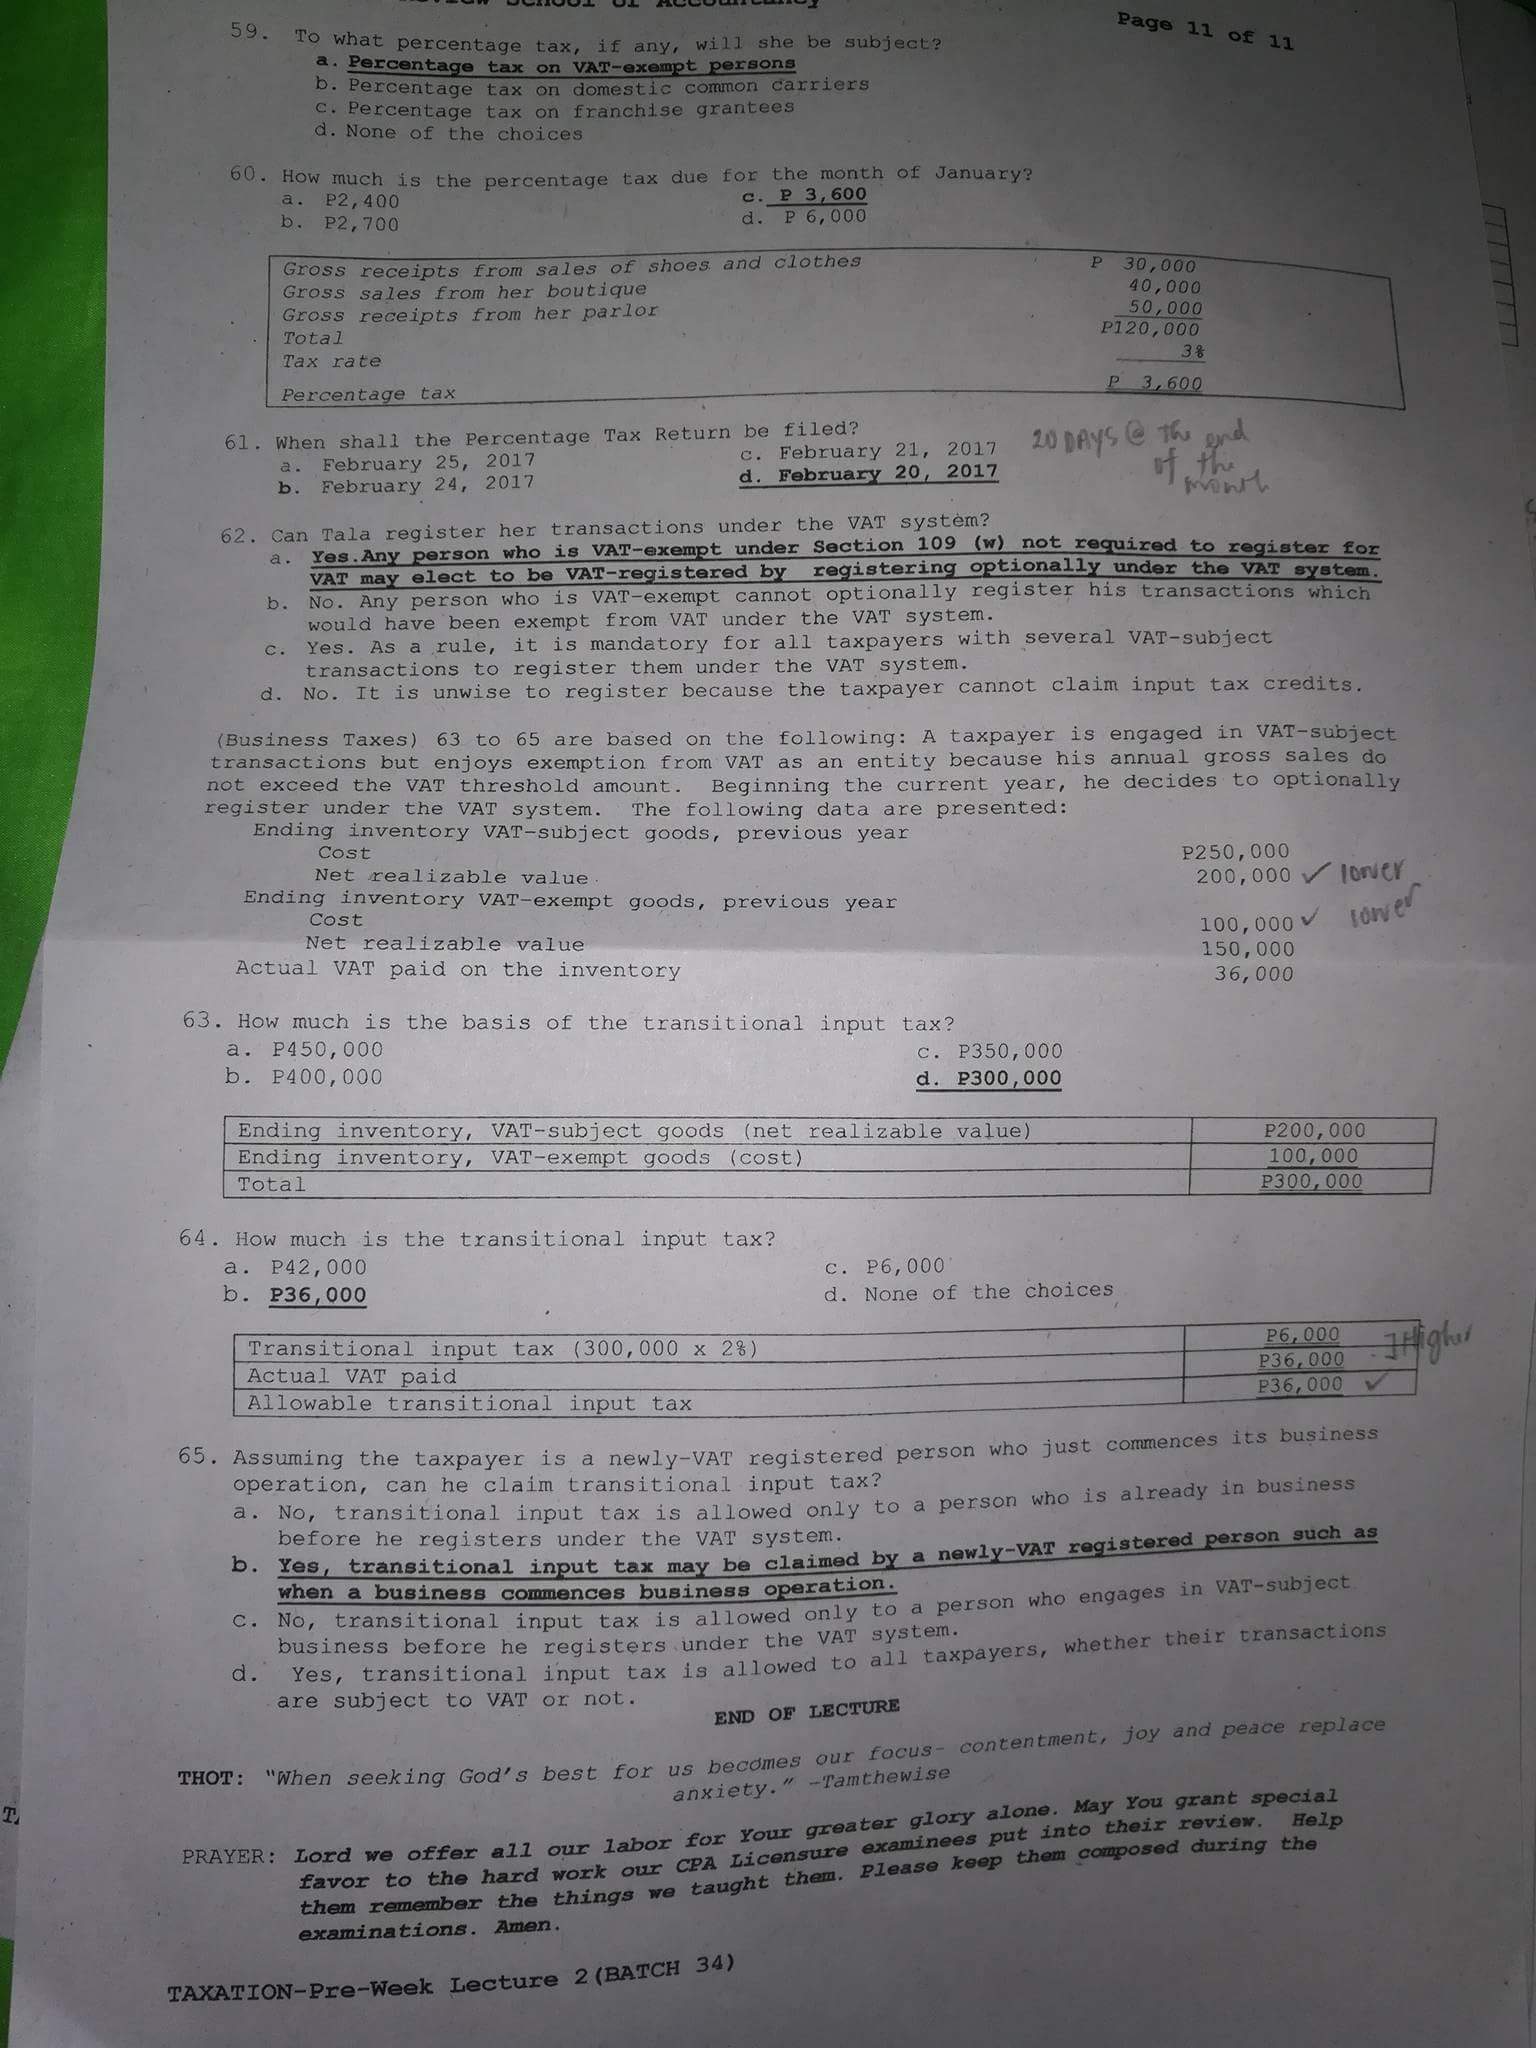 Review School of Accountancy
Page 11 of 11
59. To what percentage tax, if any, will she be subject?
a. Percentage tax on VAT-exempt persons
b. Percentage tax on domestic common carriers
c. Percentage tax on franchise grantees
d. None of the choices
60. How much is the percentage tax due for the month of January?
a. P2,400 c. P 3,600
b. P2,700 d. P 6,000
Gross receipts from sales of shoes and clothes P 30,000
Gross sales from her boutique 40,000
Gross receipts from her parlor 50,000
Total P120,000
Tax rate 3%
Percentage tax P 3,600
61. When shall the Percentage Tax Return be filed?
a. February 25, 2017 c. February 21, 2017
b. February 24, 2017 d. February 20, 2017
20 DAYS @ the end
of the
month
62. Can Tala register her transactions under the VAT system?
a. Yes.Any person who is VAT-exempt under Section 109 (w) not required to register for
VAT may elect to be VAT-registered by registering optionally under the VAT system.
b. No. Any person who is VAT-exempt cannot optionally register his transactions which
would have been exempt from VAT under the VAT system.
c. Yes. As a rule, it is mandatory for all taxpayers with several VAT-subject
transactions to register them under the VAT system.
d. No. It is unwise to register because the taxpayer cannot claim input tax credits.
(Business Taxes) 63 to 65 are based on the following: A taxpayer is engaged in VAT-subject
transactions but enjoys exemption from VAT as an entity because his annual gross sales do
not exceed the VAT threshold amount. Beginning the current year, he decides to optionally
register under the VAT system. The following data are presented:
Ending inventory VAT-subject goods, previous year
Cost P250,000
Net realizable value 200,000 ✓ lower
Ending inventory VAT-exempt goods, previous year
Cost 100,000 ✓ lower
Net realizable value 150,000
Actual VAT paid on the inventory 36,000
63. How much is the basis of the transitional input tax?
a. P450,000 c. P350,000
b. P400,000 d. P300,000
Ending inventory, VAT-subject goods (net realizable value) P200,000
Ending inventory, VAT-exempt goods (cost) 100,000
Total P300,000
64. How much is the transitional input tax?
a. P42,000 c. P6,000
b. P36,000 d. None of the choices
Transitional input tax (300,000 x 2%) P6,000
Actual VAT paid P36,000 Higher
Allowable transitional input tax P36,000 ✓
65. Assuming the taxpayer is a newly-VAT registered person who just commences its business
operation, can he claim transitional input tax?
a. No, transitional input tax is allowed only to a person who is already in business
before he registers under the VAT system.
b. Yes, transitional input tax may be claimed by a newly-VAT registered person such as
when a business commences business operation.
c. No, transitional input tax is allowed only to a person who engages in VAT-subject
business before he registers under the VAT system.
d. Yes, transitional input tax is allowed to all taxpayers, whether their transactions
are subject to VAT or not.
END OF LECTURE
THOT: "When seeking God's best for us becomes our focus- contentment, joy and peace replace
anxiety." -Tamthewise
PRAYER: Lord we offer all our labor for Your greater glory alone. May You grant special
favor to the hard work our CPA Licensure examinees put into their review. Help
them remember the things we taught them. Please keep them composed during the
examinations. Amen.
TAXATION-Pre-Week Lecture 2(BATCH 34)